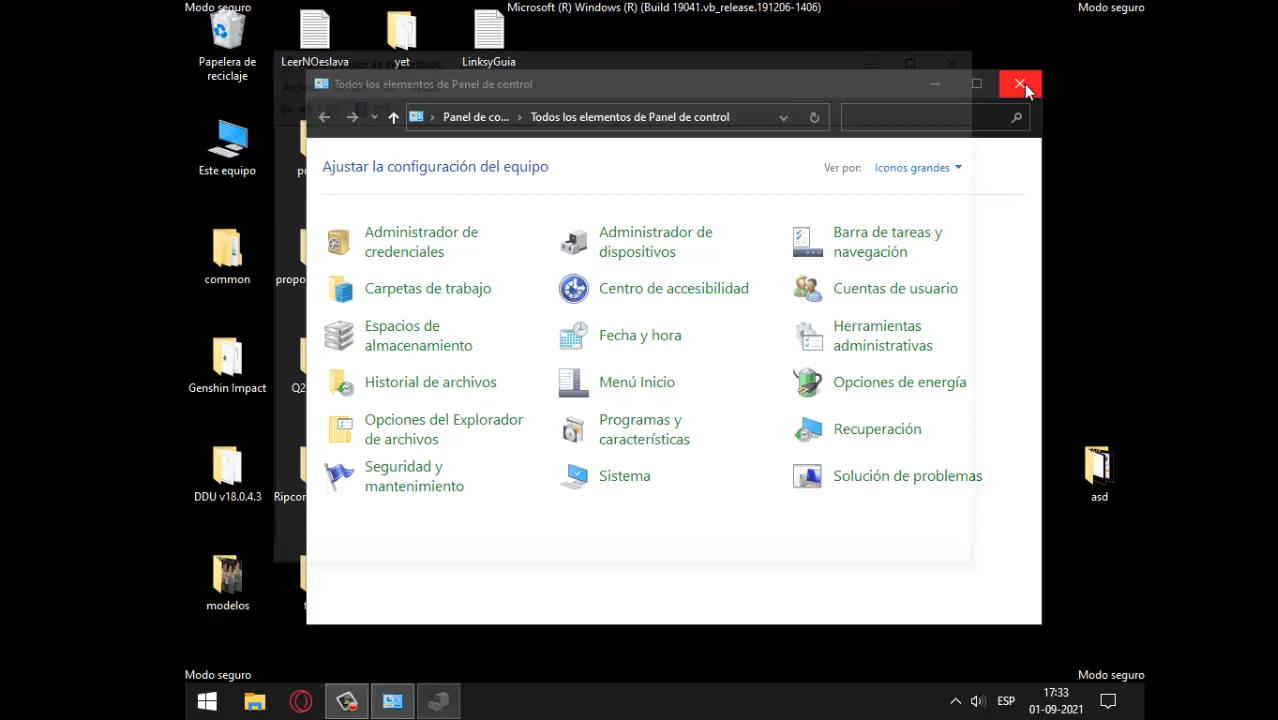 Modo seguro
Microsoft (R) Windows (R) (Build 19041.vb_release.191206-1406)
Modo seguro
Papelera de
reciclaje
LeerNOeslava
yet
LinksyGuia
Todos los elementos de Panel de control
Panel de co...
Todos los elementos de Panel de control
Este equipo
Ajustar la configuración del equipo
Ver por:
Iconos grandes
Administrador de
credenciales
Administrador de
dispositivos
Barra de tareas y
navegación
common
propo
Carpetas de trabajo
Centro de accesibilidad
Cuentas de usuario
Espacios de
almacenamiento
Fecha y hora
Herramientas
administrativas
Genshin Impact
Q2
Historial de archivos
Menú Inicio
Opciones de energía
Opciones del Explorador
de archivos
Programas y
características
Recuperación
Seguridad y
mantenimiento
Sistema
Solución de problemas
DDU v18.0.4.3
Ripcor
asd
modelos
Modo seguro
Modo seguro
ESP
17:33
01-09-2021